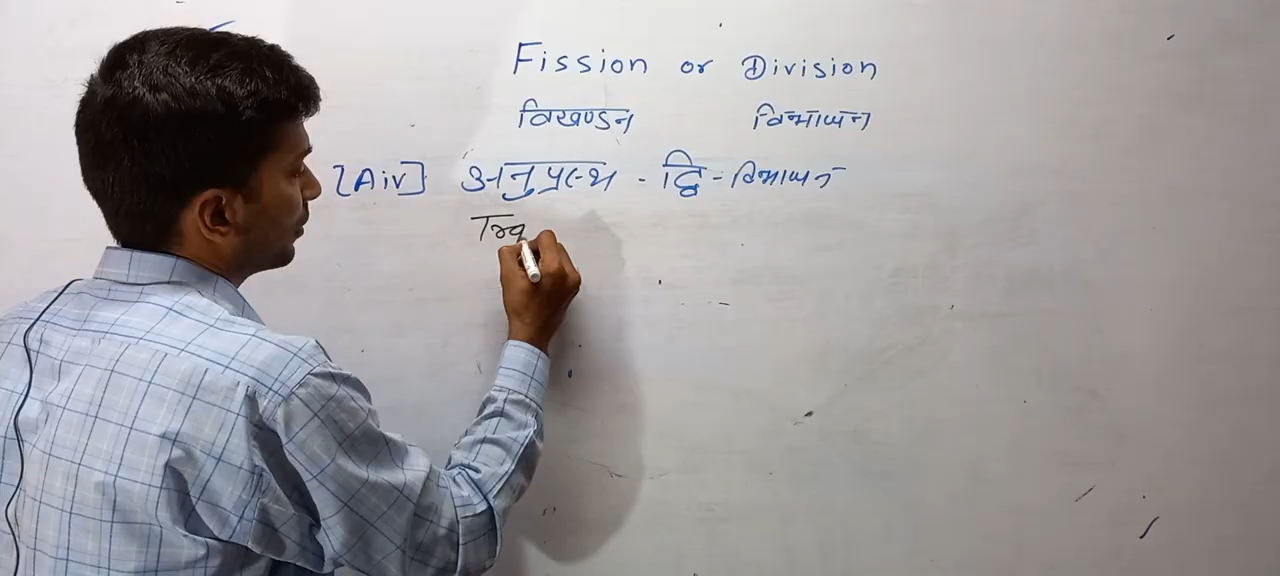 Fission or Division
विखण्डन विभाजन
[Aiv] अनुप्रस्थ - द्वि - विभाजन
Tra